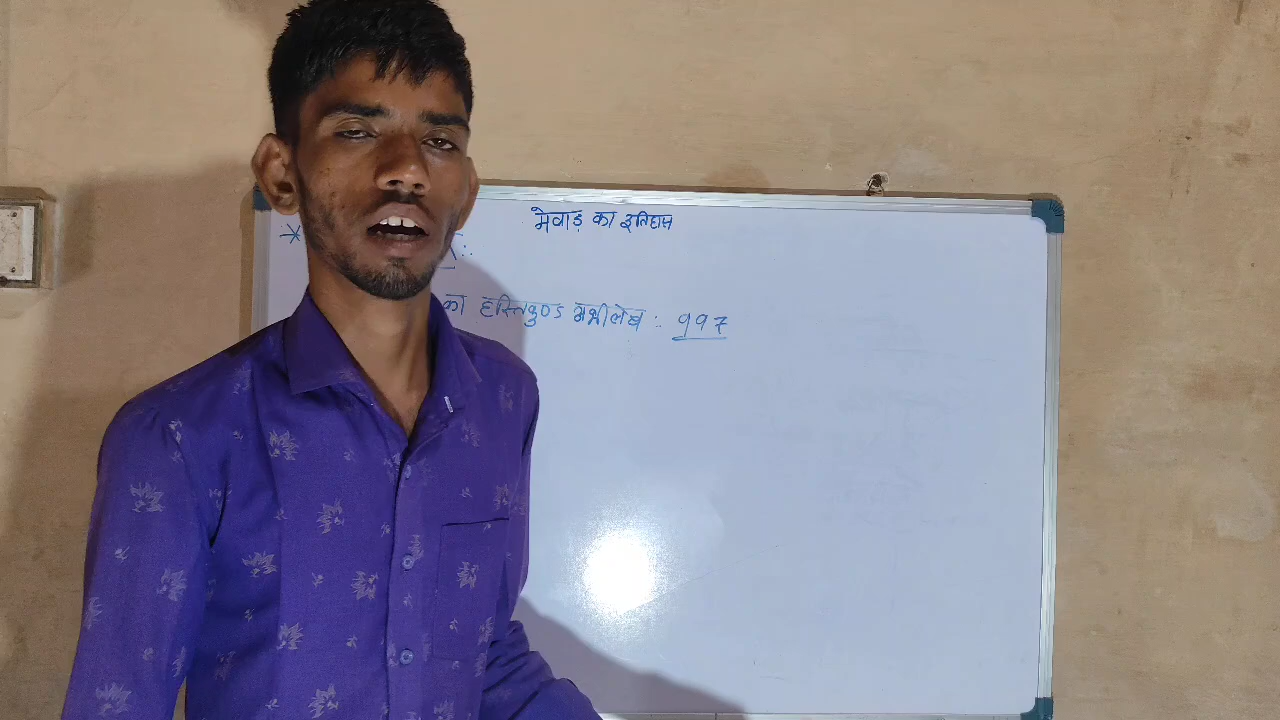 मेवाड़ का इतिहास
*
का हस्तिकुण्ड अभीलेख :- 997